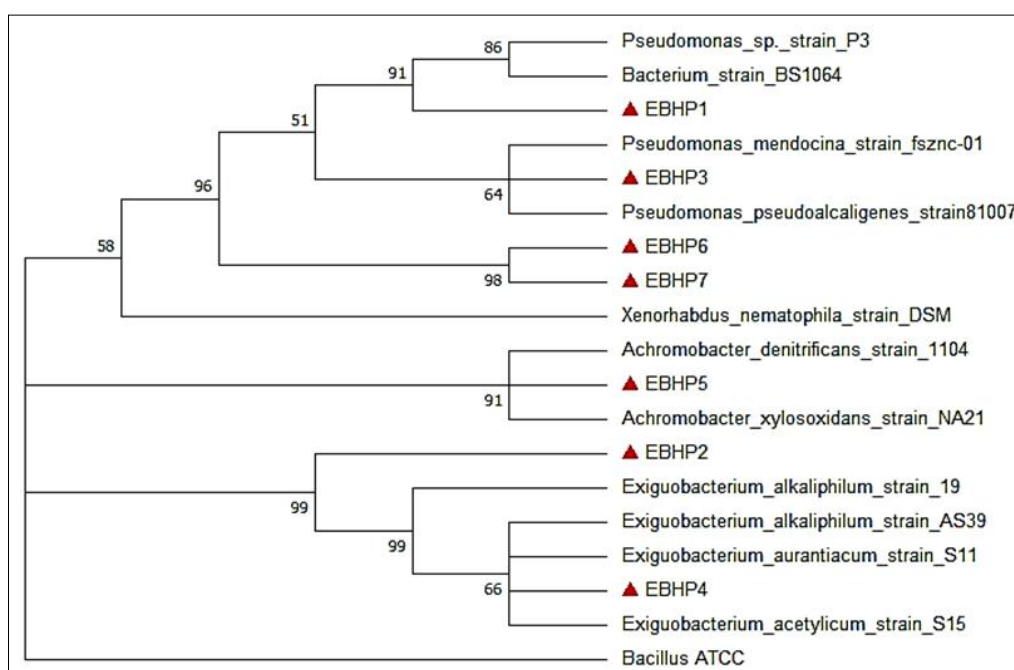 86
Pseudomonas_sp._strain_P3
91
Bacterium_strain_BS1064
51
EBHP1
Pseudomonas_mendocina_strain_fsznc-01
96
EBHP3
64
Pseudomonas_pseudoalcaligenes_strain81007
58
EBHP6
98
EBHP7
Xenorhabdus_nematophila_strain_DSM
Achromobacter_denitrificans_strain_1104
EBHP5
91
Achromobacter_xylosoxidans_strain_NA21
EBHP2
99
Exiguobacterium_alkaliphilum_strain_19
Exiguobacterium_alkaliphilum_strain_AS39
99
Exiguobacterium_aurantiacum_strain_S11
66
EBHP4
Exiguobacterium_acetylicum_strain_S15
Bacillus ATCC